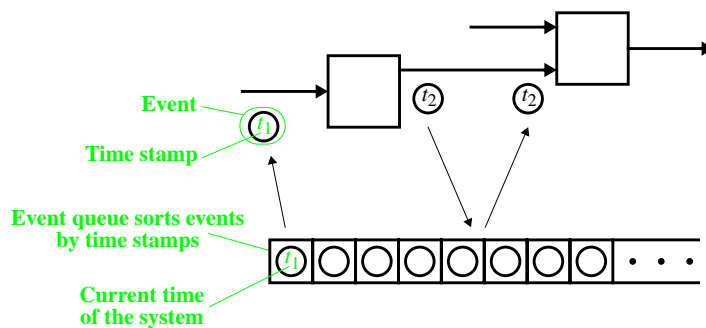 Event
t₁
t₂
t₂
Time stamp
Event queue sorts events
by time stamps
t₁
Current time
of the system